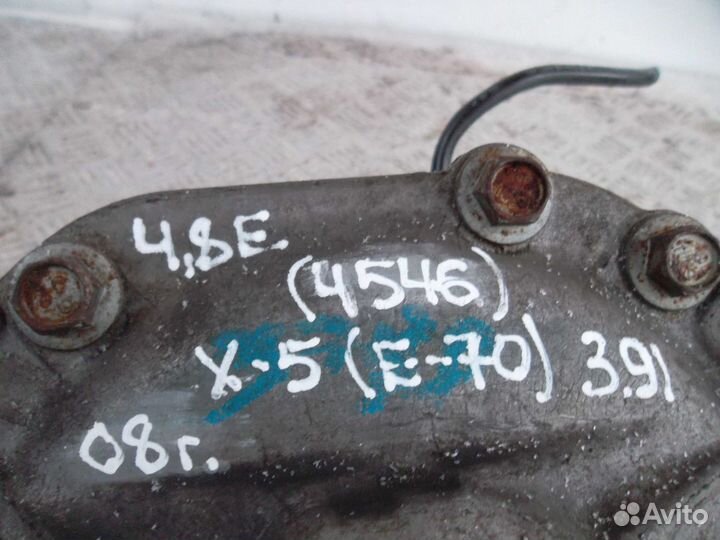 4,8E
(4546)
X-5 (E-70) 3.91
08г.
Avito